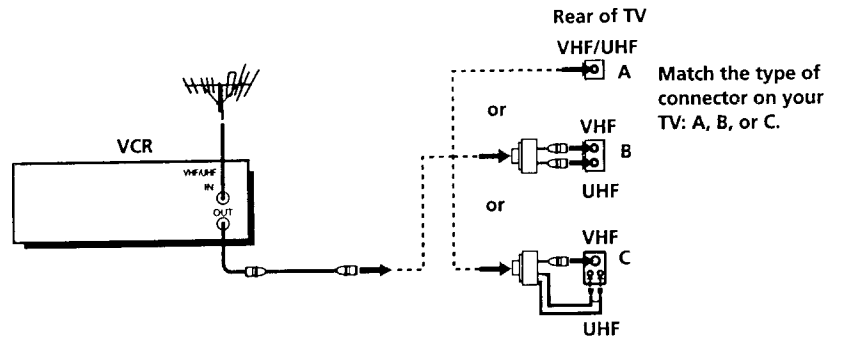 Rear of TV
VHF/UHF
A
Match the type of
connector on your
TV: A, B, or C.
or
VHF
B
UHF
VCR
VHF/UHF
IN
OUT
or
VHF
C
UHF